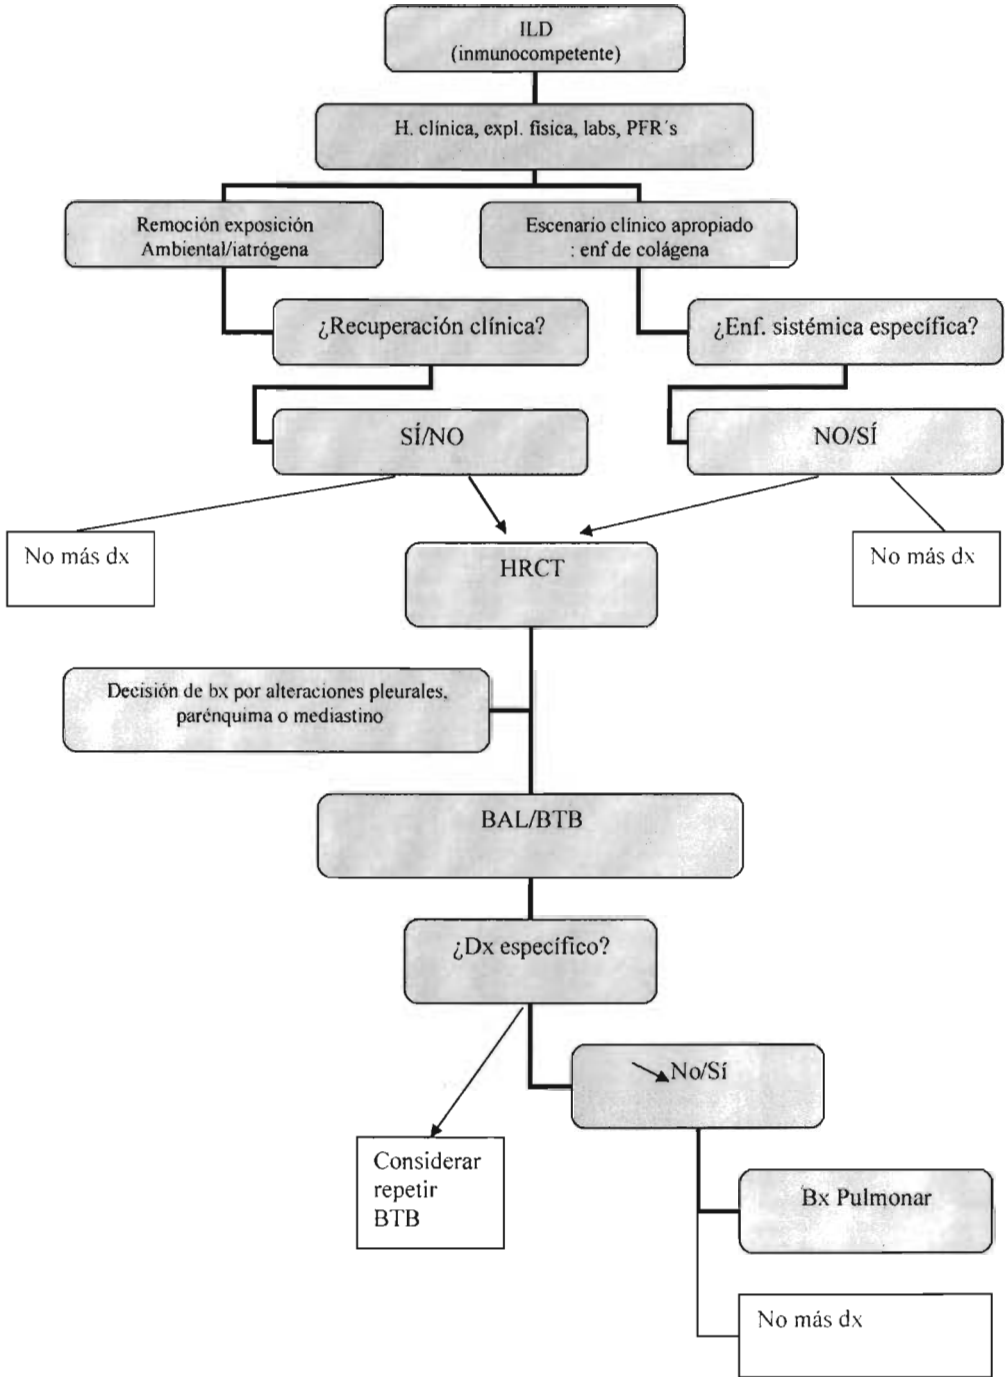 ILD
(inmunocompetente)
H. clínica, expl. física, labs, PFR´s
Remoción exposición
Ambiental/iatrógena
Escenario clínico apropiado
: enf de colágena
¿Recuperación clínica?
¿Enf. sistémica específica?
SÍ/NO
NO/SÍ
No más dx
No más dx
HRCT
Decisión de bx por alteraciones pleurales,
parénquima o mediastino
BAL/BTB
¿Dx específico?
No/Sí
Considerar
repetir
BTB
Bx Pulmonar
No más dx